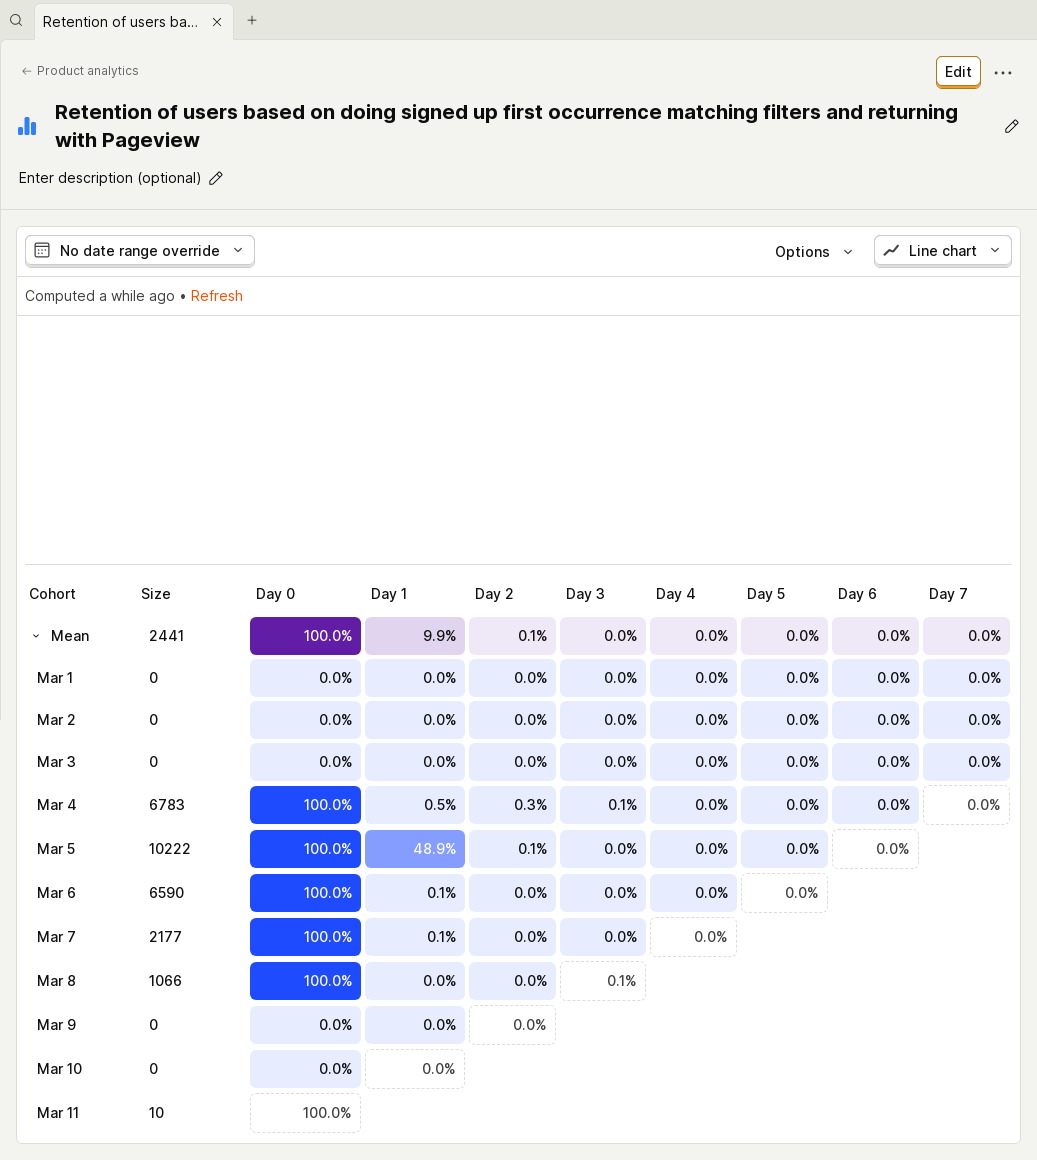 Retention of users ba...
Product analytics
Edit
Retention of users based on doing signed up first occurrence matching filters and returning
with Pageview
Enter description (optional)
No date range override
Options
Line chart
Computed a while ago • Refresh
Cohort Size Day 0 Day 1 Day 2 Day 3 Day 4 Day 5 Day 6 Day 7
Mean 2441 100.0% 9.9% 0.1% 0.0% 0.0% 0.0% 0.0% 0.0%
Mar 1 0 0.0% 0.0% 0.0% 0.0% 0.0% 0.0% 0.0% 0.0%
Mar 2 0 0.0% 0.0% 0.0% 0.0% 0.0% 0.0% 0.0% 0.0%
Mar 3 0 0.0% 0.0% 0.0% 0.0% 0.0% 0.0% 0.0% 0.0%
Mar 4 6783 100.0% 0.5% 0.3% 0.1% 0.0% 0.0% 0.0% 0.0%
Mar 5 10222 100.0% 48.9% 0.1% 0.0% 0.0% 0.0% 0.0%
Mar 6 6590 100.0% 0.1% 0.0% 0.0% 0.0% 0.0%
Mar 7 2177 100.0% 0.1% 0.0% 0.0% 0.0%
Mar 8 1066 100.0% 0.0% 0.0% 0.1%
Mar 9 0 0.0% 0.0% 0.0%
Mar 10 0 0.0% 0.0%
Mar 11 10 100.0%